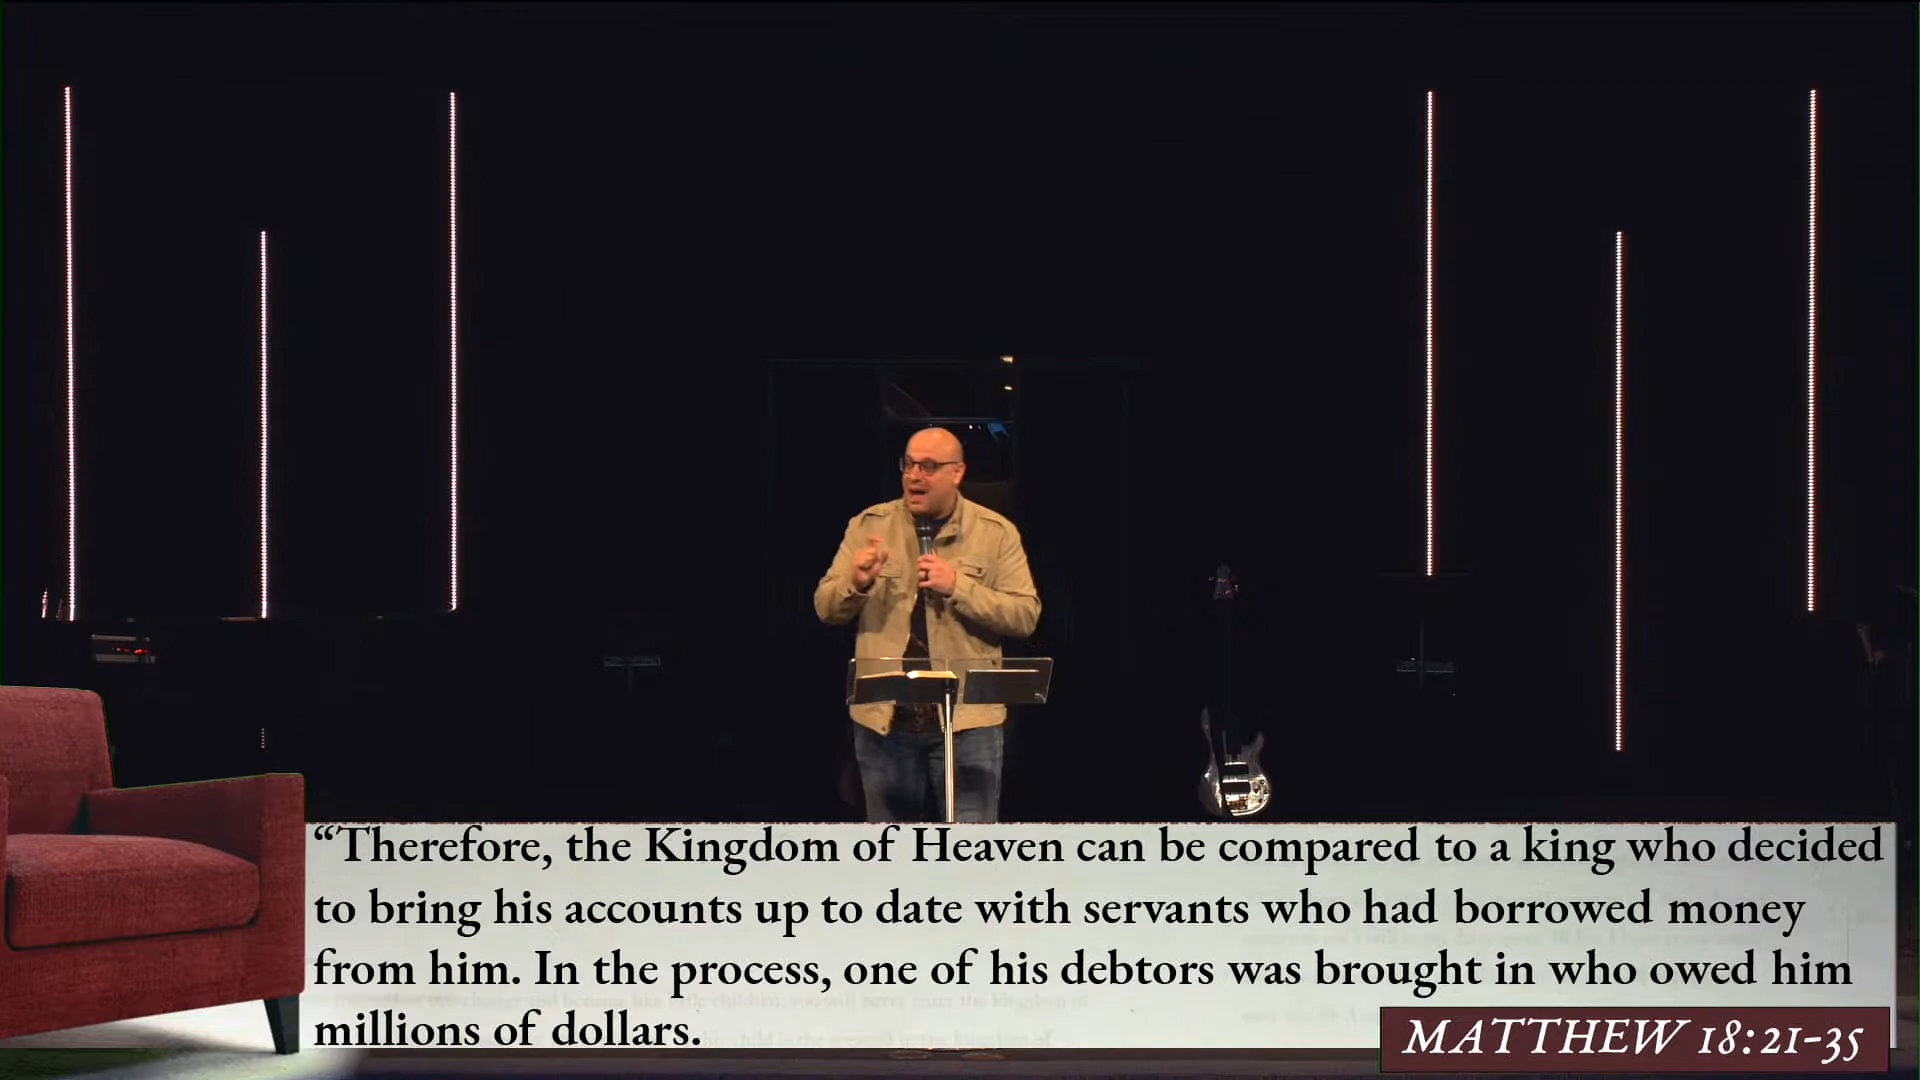 “Therefore, the Kingdom of Heaven can be compared to a king who decided
to bring his accounts up to date with servants who had borrowed money
from him. In the process, one of his debtors was brought in who owed him
millions of dollars.
MATTHEW 18:21-35